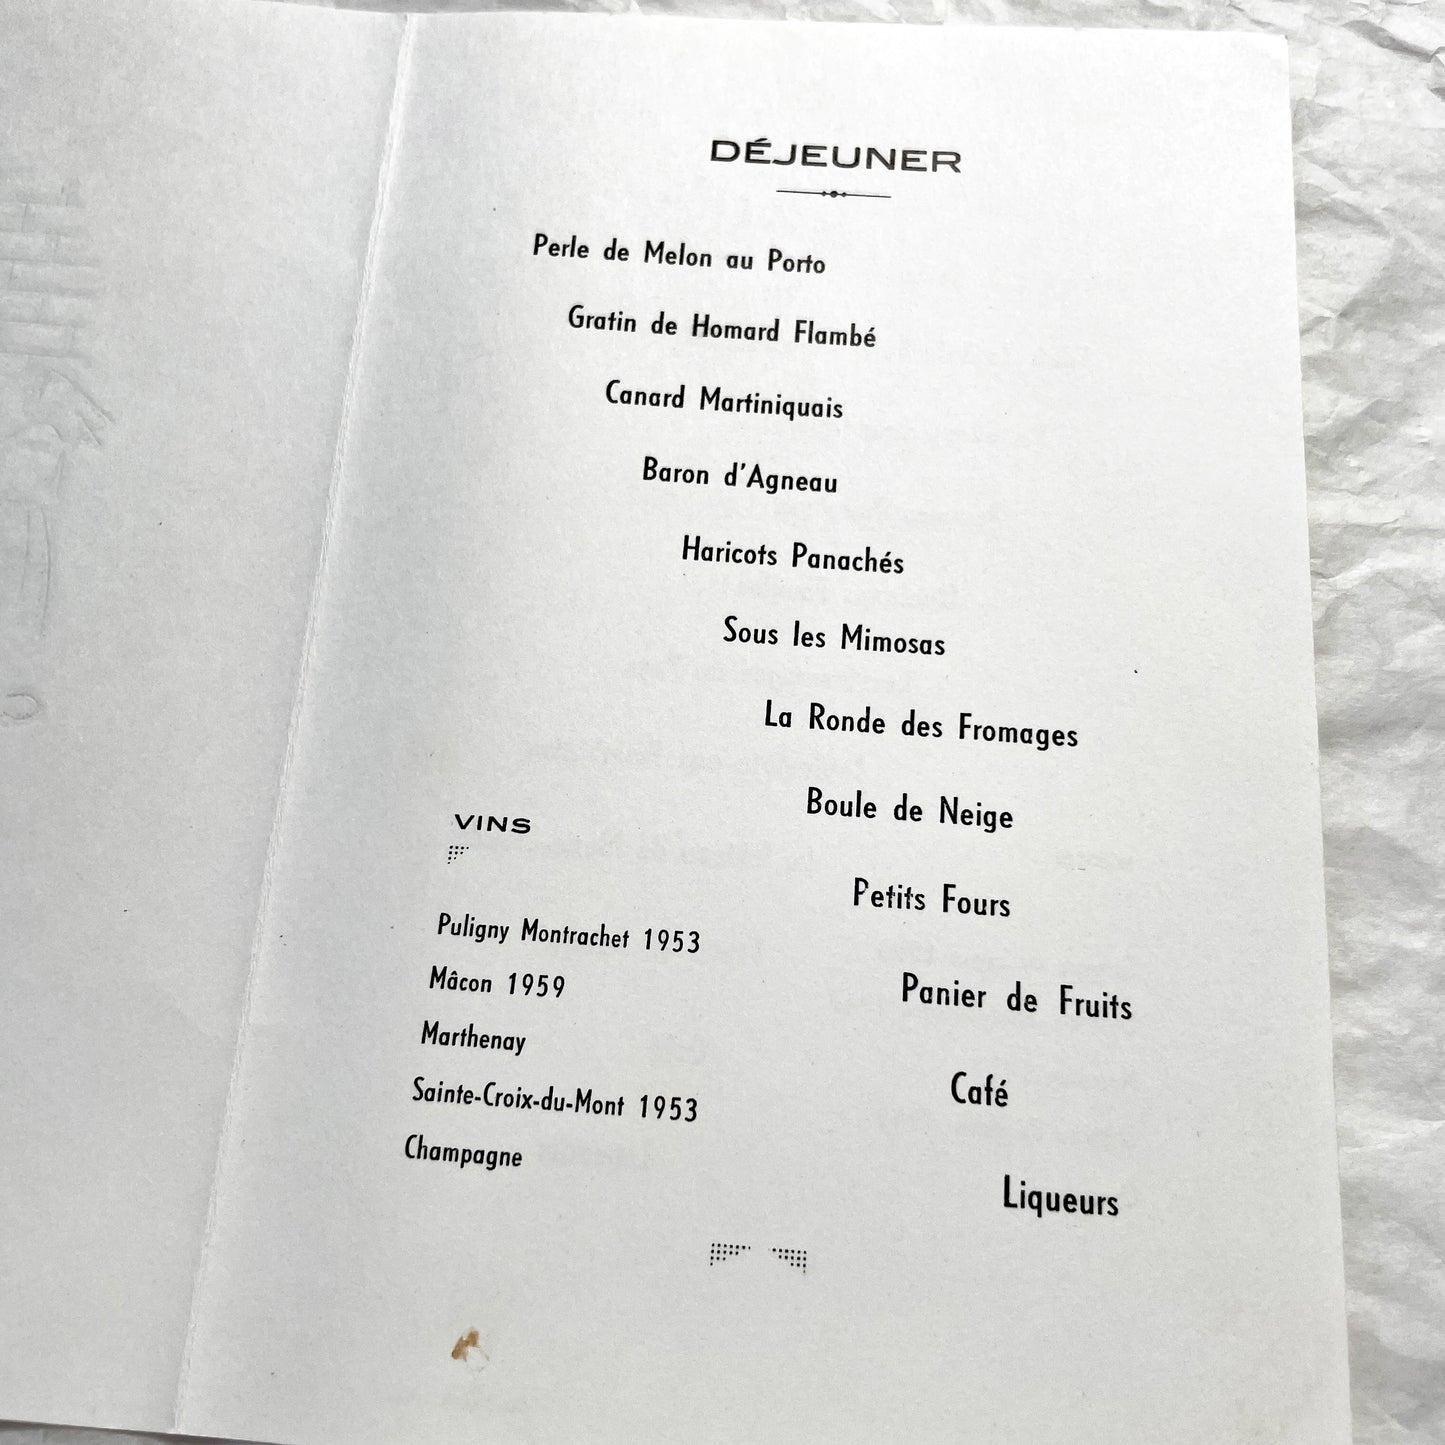 DÉJEUNER
Perle de Melon au Porto
Gratin de Homard Flambé
Canard Martiniquais
Baron d'Agneau
Haricots Panachés
Sous les Mimosas
La Ronde des Fromages
Boule de Neige
Petits Fours
Panier de Fruits
Café
Liqueurs
VINS
Puligny Montrachet 1953
Mâcon 1959
Marthenay
Sainte-Croix-du-Mont 1953
Champagne